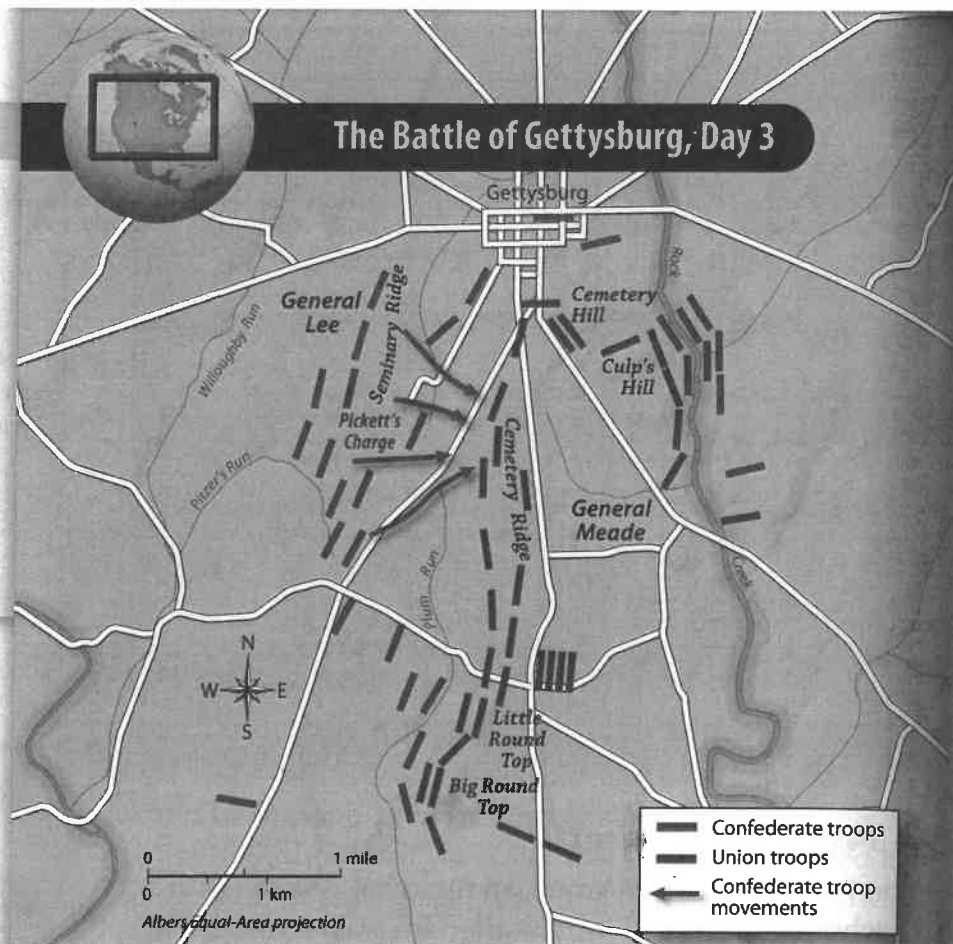 The Battle of Gettysburg, Day 3
Gettysburg
General
Lee
Seminary Ridge
Willoughby Run
Rock
Cemetery
Hill
Culp's
Hill
Pickett's
Charge
Pitzer's Run
Cemetery Ridge
General
Meade
Plum Run
Creek
N
W E
S
Little
Round
Top
Big Round
Top
0 1 mile
0 1 km
Albers Equal-Area projection
Confederate troops
Union troops
Confederate troop
movements